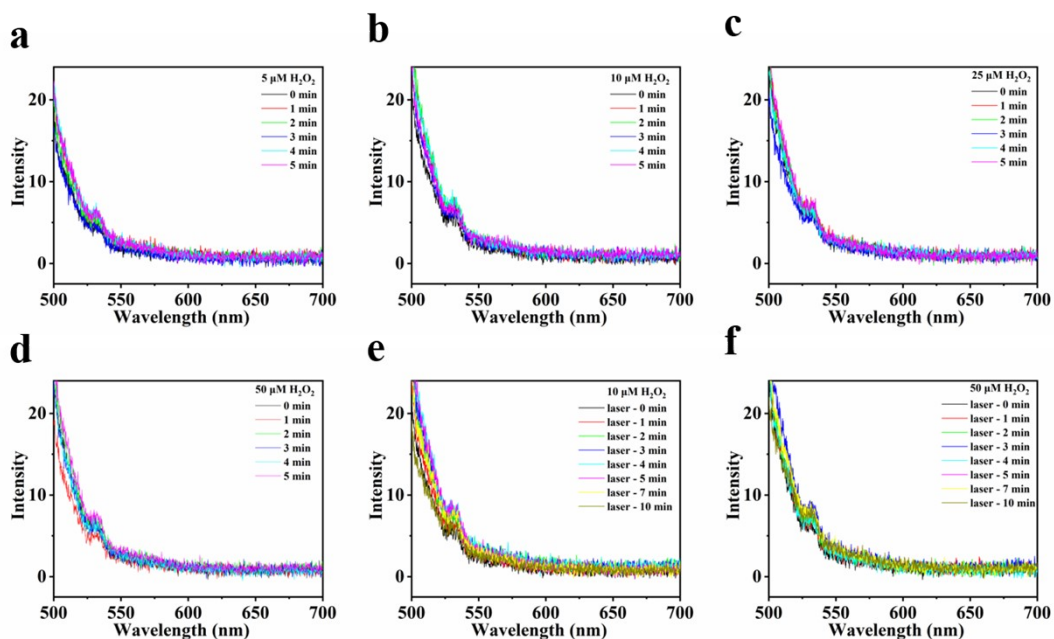 a
5 μM H₂O₂
0 min
1 min
2 min
3 min
4 min
5 min
20
10
0
Intensity
500 550 600 650 700
Wavelength (nm)
b
10 μM H₂O₂
0 min
1 min
2 min
3 min
4 min
5 min
20
10
0
Intensity
500 550 600 650 700
Wavelength (nm)
c
25 μM H₂O₂
0 min
1 min
2 min
3 min
4 min
5 min
20
10
0
Intensity
500 550 600 650 700
Wavelength (nm)
d
50 μM H₂O₂
0 min
1 min
2 min
3 min
4 min
5 min
20
10
0
Intensity
500 550 600 650 700
Wavelength (nm)
e
10 μM H₂O₂
laser - 0 min
laser - 1 min
laser - 2 min
laser - 3 min
laser - 4 min
laser - 5 min
laser - 7 min
laser - 10 min
20
10
0
Intensity
500 550 600 650 700
Wavelength (nm)
f
50 μM H₂O₂
laser - 0 min
laser - 1 min
laser - 2 min
laser - 3 min
laser - 4 min
laser - 5 min
laser - 7 min
laser - 10 min
20
10
0
Intensity
500 550 600 650 700
Wavelength (nm)